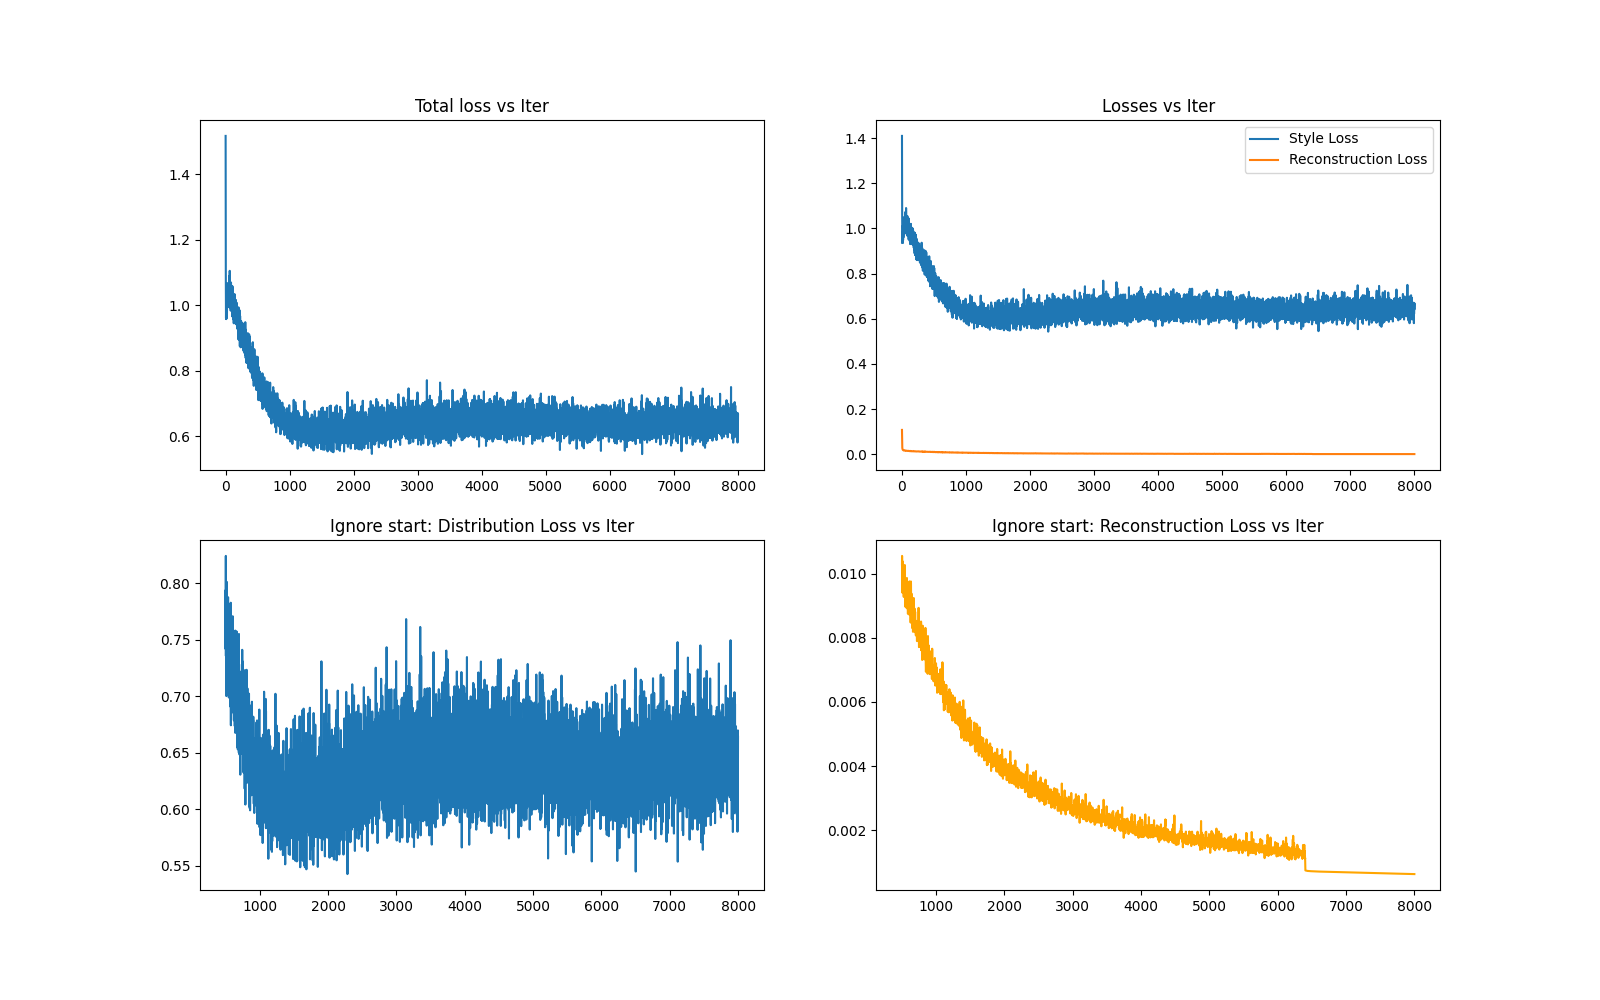 Total loss vs Iter
1.4
1.2
1.0
0.8
0.6
0 1000 2000 3000 4000 5000 6000 7000 8000
Losses vs Iter
Style Loss
Reconstruction Loss
1.4
1.2
1.0
0.8
0.6
0.4
0.2
0.0
0 1000 2000 3000 4000 5000 6000 7000 8000
Ignore start: Distribution Loss vs Iter
0.80
0.75
0.70
0.65
0.60
0.55
1000 2000 3000 4000 5000 6000 7000 8000
Ignore start: Reconstruction Loss vs Iter
0.010
0.008
0.006
0.004
0.002
1000 2000 3000 4000 5000 6000 7000 8000